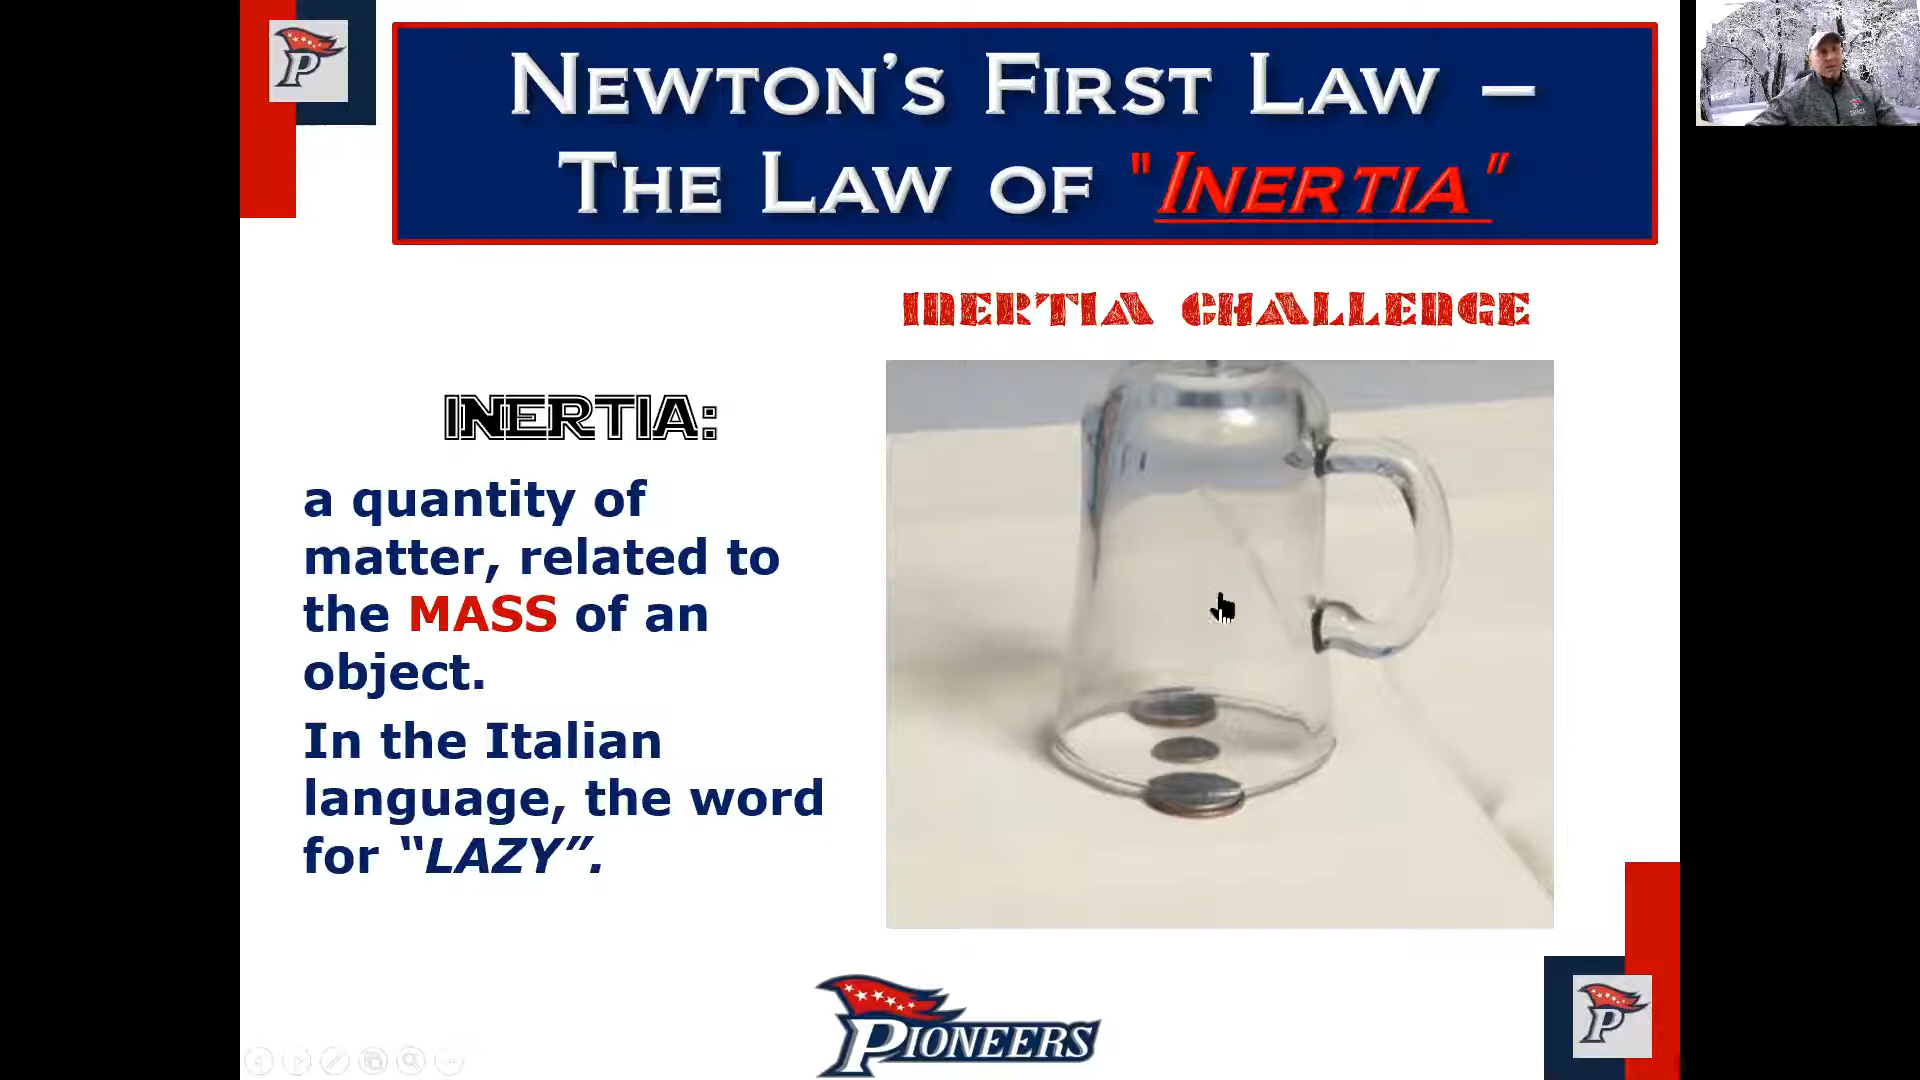 P
NEWTON'S FIRST LAW –
THE LAW OF "INERTIA"
INERTIA CHALLENGE
INERTIA:
a quantity of
matter, related to
the MASS of an
object.
In the Italian
language, the word
for “LAZY”.
PIONEERS
P